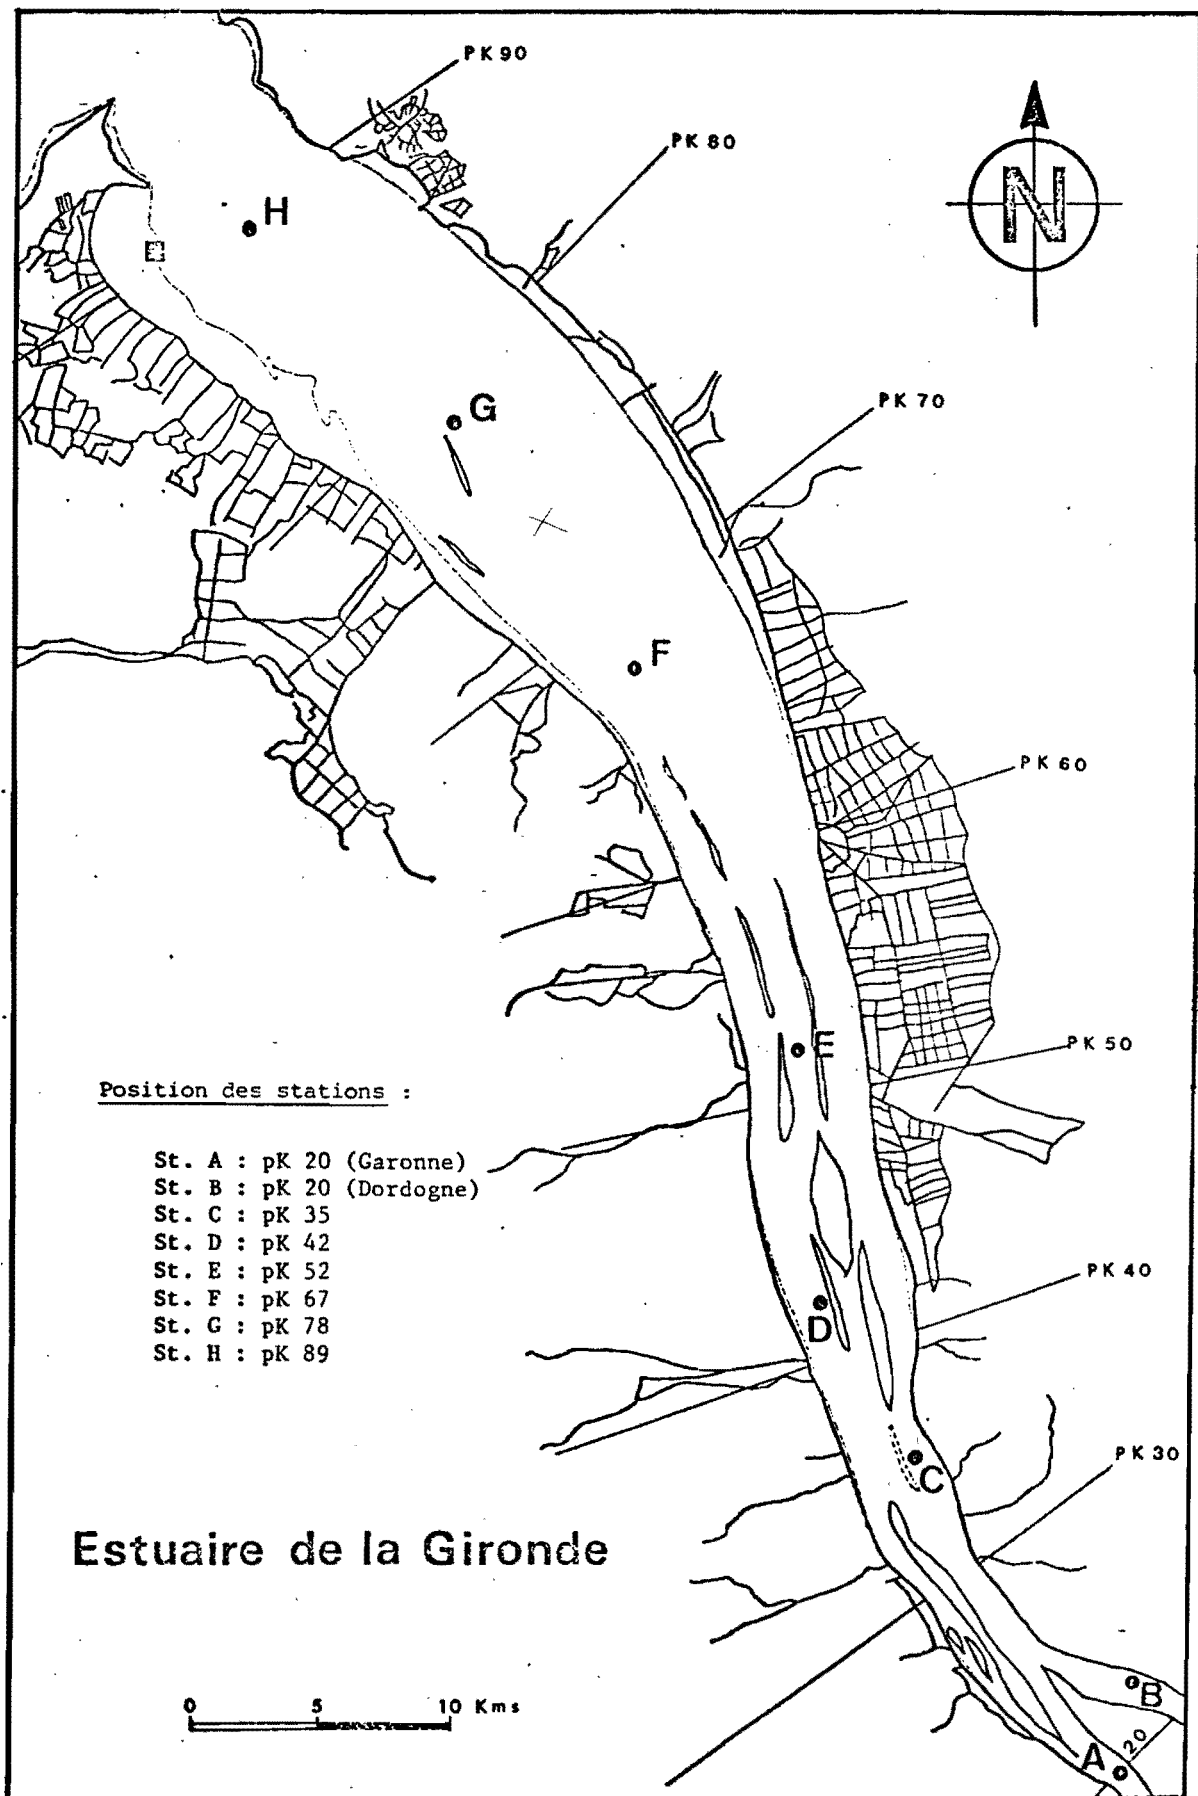 PK 90
PK 80
N
H
G
PK 70
F
PK 60
E
PK 50
Position des stations :
St. A : pK 20 (Garonne)
St. B : pK 20 (Dordogne)
St. C : pK 35
St. D : pK 42
St. E : pK 52
St. F : pK 67
St. G : pK 78
St. H : pK 89
PK 40
D
PK 30
C
Estuaire de la Gironde
B
0 5 10 Kms
20
A